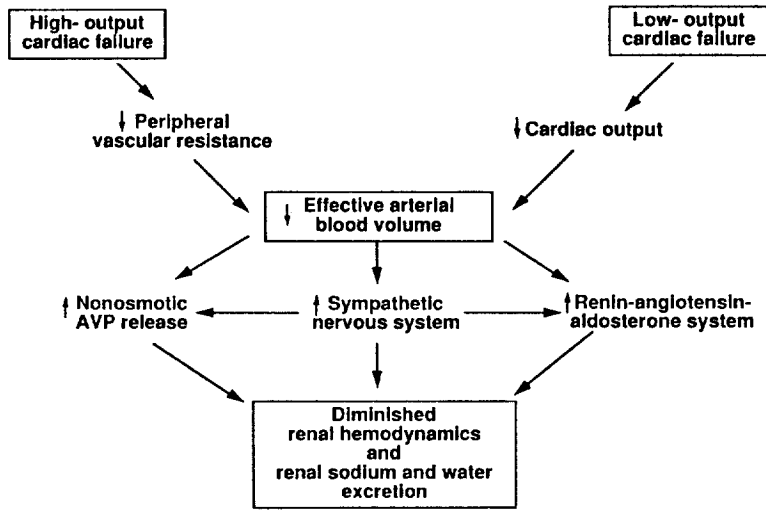 High- output
cardiac failure
Low- output
cardiac failure
↓ Peripheral
vascular resistance
↓ Cardiac output
↓ Effective arterial
blood volume
↑ Nonosmotic
AVP release
↑ Sympathetic
nervous system
↑ Renin-angiotensin-
aldosterone system
Diminished
renal hemodynamics
and
renal sodium and water
excretion